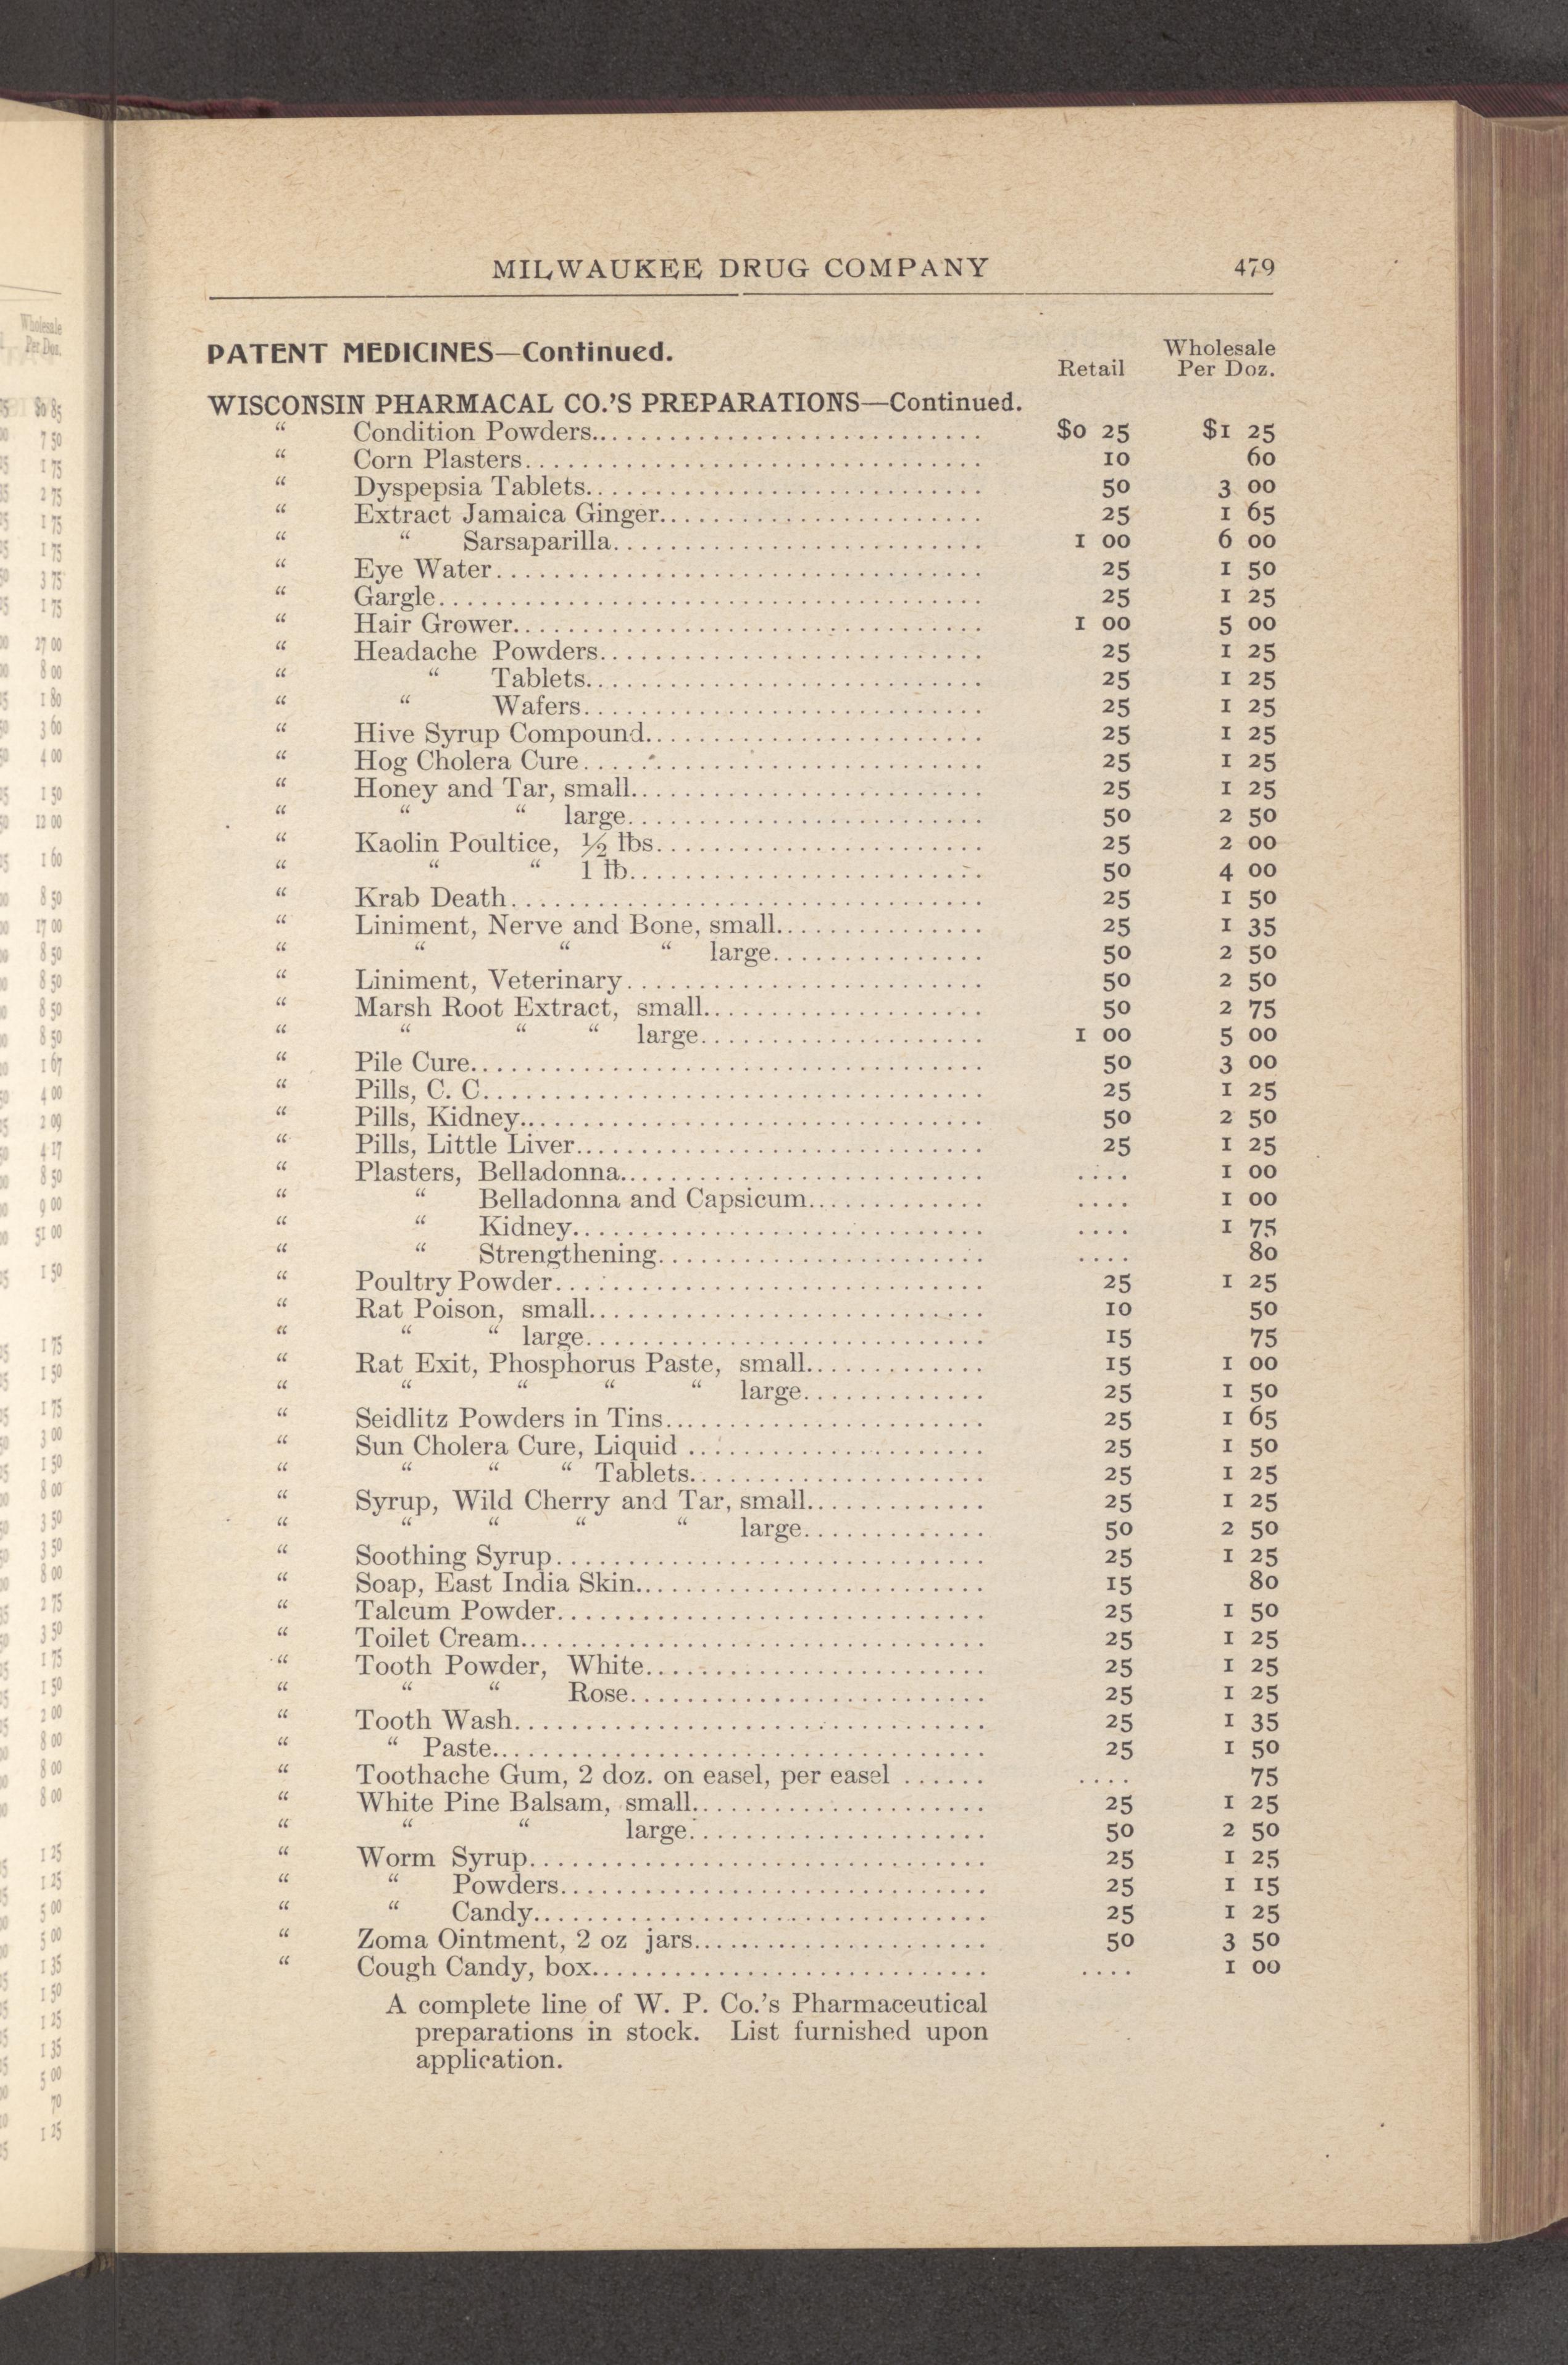 MILWAUKEE DRUG COMPANY 479
PATENT MEDICINES—Continued.
Retail Wholesale Per Doz.
WISCONSIN PHARMACAL CO.'S PREPARATIONS—Continued.
“ Condition Powders.............................. $0 25 $1 25
“ Corn Plasters.............................. 10 60
“ Dyspepsia Tablets.............................. 50 3 00
“ Extract Jamaica Ginger.............................. 25 1 65
“ “ Sarsaparilla.............................. 1 00 6 00
“ Eye Water.............................. 25 1 50
“ Gargle.............................. 25 1 25
“ Hair Grower.............................. 1 00 5 00
“ Headache Powders.............................. 25 1 25
“ “ Tablets.............................. 25 1 25
“ “ Wafers.............................. 25 1 25
“ Hive Syrup Compound.............................. 25 1 25
“ Hog Cholera Cure.............................. 25 1 25
“ Honey and Tar, small.............................. 25 1 25
“ “ “ large.............................. 50 2 50
“ Kaolin Poultice, ½ lbs.............................. 25 2 00
“ “ “ 1 lb.............................. 50 4 00
“ Krab Death.............................. 25 1 50
“ Liniment, Nerve and Bone, small.................... 25 1 35
“ “ “ “ large.................... 50 2 50
“ Liniment, Veterinary.............................. 50 2 50
“ Marsh Root Extract, small.................... 50 2 75
“ “ “ “ large.................... 1 00 5 00
“ Pile Cure.............................. 50 3 00
“ Pills, C. C.............................. 25 1 25
“ Pills, Kidney.............................. 50 2 50
“ Pills, Little Liver.............................. 25 1 25
“ Plasters, Belladonna.............................. .... 1 00
“ “ Belladonna and Capsicum.............. .... 1 00
“ “ Kidney.............................. .... 1 75
“ “ Strengthening.............................. .... 80
“ Poultry Powder.............................. 25 1 25
“ Rat Poison, small.............................. 10 50
“ “ “ large.............................. 15 75
“ Rat Exit, Phosphorus Paste, small.............. 15 1 00
“ “ “ “ “ large.............. 25 1 50
“ Seidlitz Powders in Tins.............................. 25 1 65
“ Sun Cholera Cure, Liquid .................... 25 1 50
“ “ “ “ Tablets.................... 25 1 25
“ Syrup, Wild Cherry and Tar, small.............. 25 1 25
“ “ “ “ “ large.............. 50 2 50
“ Soothing Syrup.............................. 25 1 25
“ Soap, East India Skin.............................. 15 80
“ Talcum Powder.............................. 25 1 50
“ Toilet Cream.............................. 25 1 25
“ Tooth Powder, White.............................. 25 1 25
“ “ “ Rose.............................. 25 1 25
“ Tooth Wash.............................. 25 1 35
“ “ Paste.............................. 25 1 50
“ Toothache Gum, 2 doz. on easel, per easel ...... .... 75
“ White Pine Balsam, small.................... 25 1 25
“ “ “ large.................... 50 2 50
“ Worm Syrup.............................. 25 1 25
“ “ Powders.............................. 25 1 15
“ “ Candy.............................. 25 1 25
“ Zoma Ointment, 2 oz jars.................... 50 3 50
“ Cough Candy, box.............................. .... 1 00
A complete line of W. P. Co.'s Pharmaceutical
preparations in stock. List furnished upon
application.